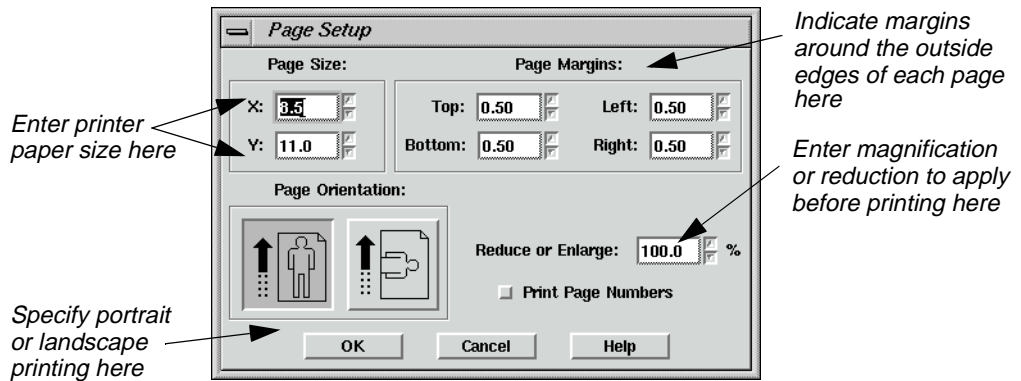 Page Setup
Page Size:
Page Margins:
X: 8.5
Y: 11.0
Top: 0.50
Left: 0.50
Bottom: 0.50
Right: 0.50
Page Orientation:
Reduce or Enlarge: 100.0 %
Print Page Numbers
OK
Cancel
Help
Enter printer
paper size here
Specify portrait
or landscape
printing here
Indicate margins
around the outside
edges of each page
here
Enter magnification
or reduction to apply
before printing here